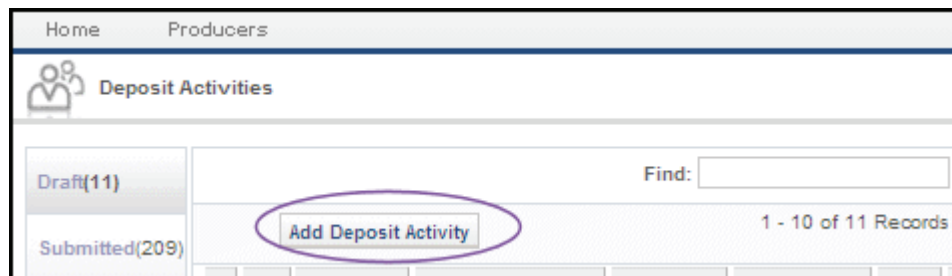 Home Producers
Deposit Activities
Draft(11)
Find:
Add Deposit Activity
1 - 10 of 11 Records
Submitted(209)